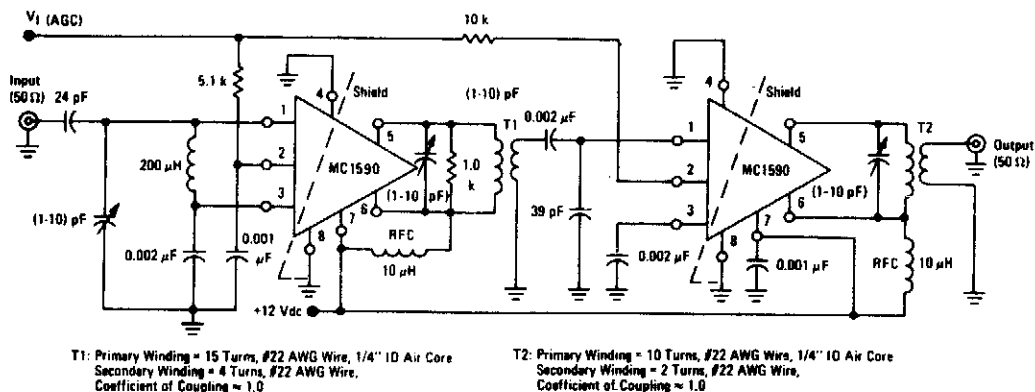 V₁ (AGC)
10 k
Input
(50 Ω)
24 pF
5.1 k
4
Shield
(1-10) pF
T1
0.002 μF
4
Shield
T2
1
5
1
5
Output
(50 Ω)
200 μH
2
MC1590
1.0
k
2
MC1590
(1-10 pF)
3
(1-10 pF)
6
39 pF
3
6
(1-10) pF
7
7
8
RFC
8
0.002 μF
0.001
μF
10 μH
0.002 μF
0.001 μF
RFC
10 μH
+12 Vdc
T1: Primary Winding = 15 Turns, #22 AWG Wire, 1/4" ID Air Core
Secondary Winding = 4 Turns, #22 AWG Wire,
Coefficient of Coupling ≈ 1.0
T2: Primary Winding = 10 Turns, #22 AWG Wire, 1/4" ID Air Core
Secondary Winding = 2 Turns, #22 AWG Wire,
Coefficient of Coupling ≈ 1.0